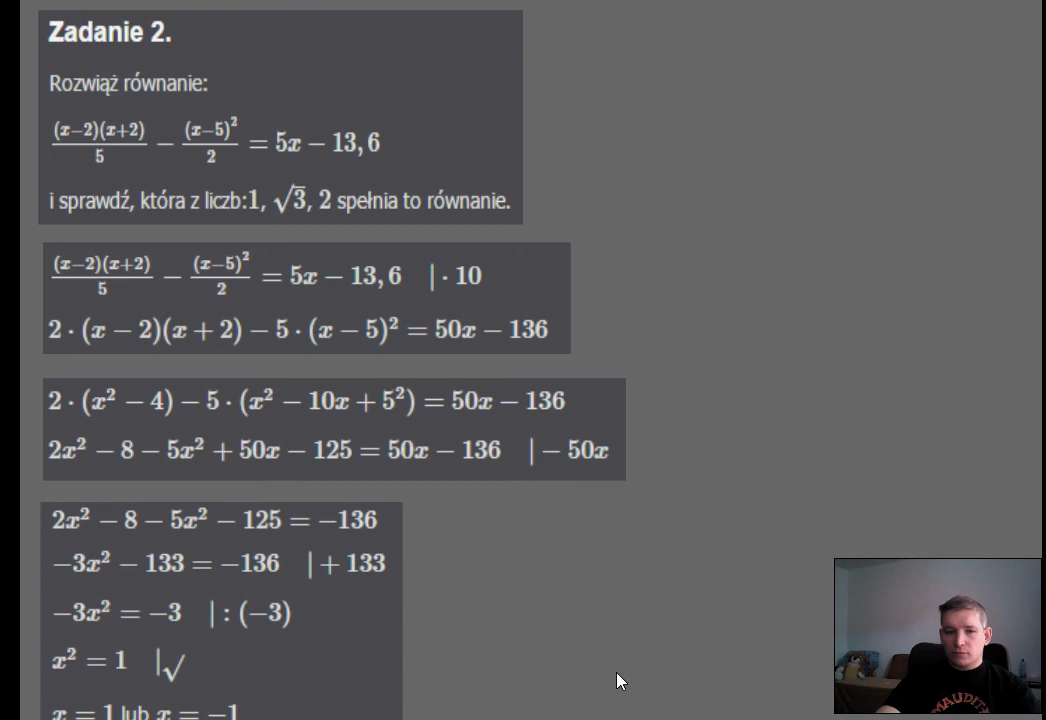 Zadanie 2.
Rozwiąż równanie:
(x−2)(x+2)/5 − (x−5)²/2 = 5x − 13,6
i sprawdź, która z liczb:1, √3, 2 spełnia to równanie.
(x−2)(x+2)/5 − (x−5)²/2 = 5x − 13,6 | · 10
2 · (x − 2)(x + 2) − 5 · (x − 5)² = 50x − 136
2 · (x² − 4) − 5 · (x² − 10x + 5²) = 50x − 136
2x² − 8 − 5x² + 50x − 125 = 50x − 136 | − 50x
2x² − 8 − 5x² − 125 = −136
−3x² − 133 = −136 | + 133
−3x² = −3 | : (−3)
x² = 1 |√
x = 1 lub x = −1
MAUDIT